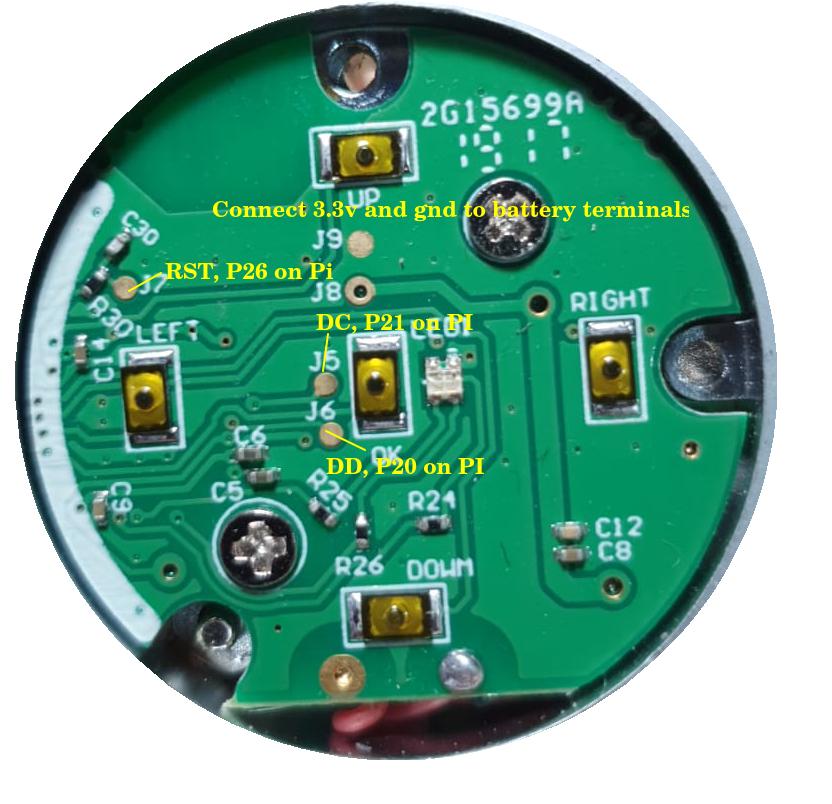 2G15699A
1917
UP
Connect 3.3v and gnd to battery terminals
C30
J9
RST, P26 on Pi
J7
J8
R30
RIGHT
LEFT
DC, P21 on PI
C14
J5
J6
C6
OK
DD, P20 on PI
C5
R25
C9
R24
C12
C8
R26
DOWN